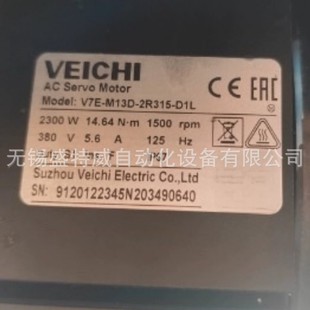 VEICHI
AC Servo Motor
Model: V7E-M13D-2R315-D1L
2300 W 14.64 N·m 1500 rpm
380 V 5.6 A 125 Hz
CE EAC
无锡盛特威自动化设备有限公司
Suzhou Veichi Electric Co.,Ltd
SN: 9120122345N203490640